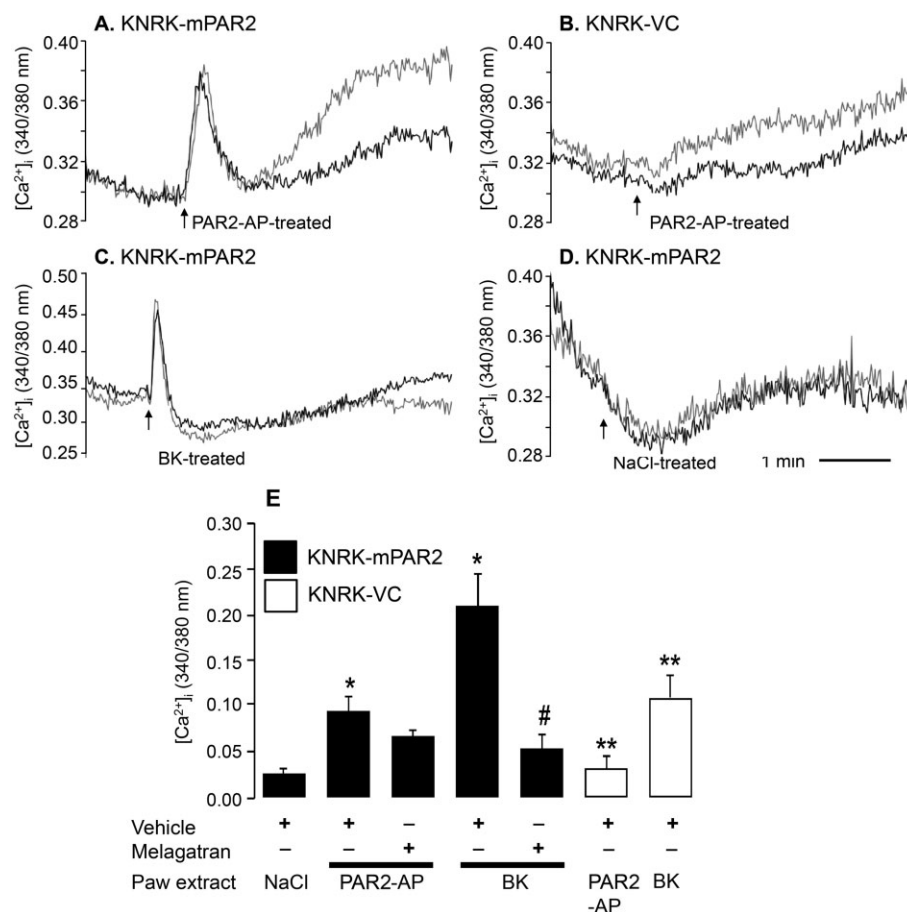 A. KNRK-mPAR2
[Ca²⁺]ᵢ (340/380 nm)
0.40
0.36
0.32
0.28
PAR2-AP-treated
B. KNRK-VC
[Ca²⁺]ᵢ (340/380 nm)
0.40
0.36
0.32
0.28
PAR2-AP-treated
C. KNRK-mPAR2
[Ca²⁺]ᵢ (340/380 nm)
0.50
0.45
0.35
0.30
0.25
BK-treated
D. KNRK-mPAR2
[Ca²⁺]ᵢ (340/380 nm)
0.40
0.36
0.32
0.28
NaCl-treated
1 min
E
[Ca²⁺]ᵢ (340/380 nm)
0.30
0.25
0.20
0.15
0.10
0.05
0.00
KNRK-mPAR2
KNRK-VC
* * # ** **
Vehicle + + – + – + +
Melagatran – – + – + – –
Paw extract NaCl PAR2-AP BK PAR2 BK
-AP